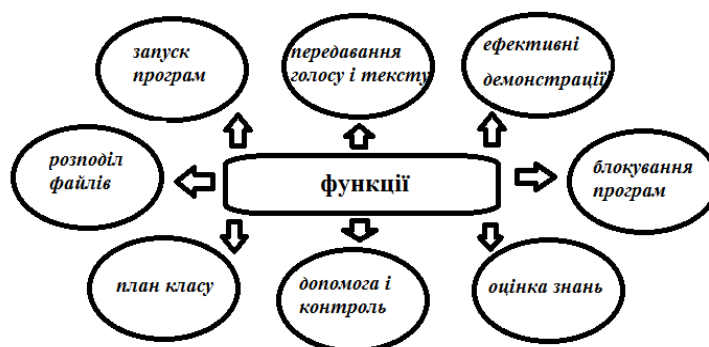 запуск
програм
передавання
голосу і тексту
ефективні
демонстрації
розподіл
файлів
функції
блокування
програм
план класу
допомога і
контроль
оцінка знань